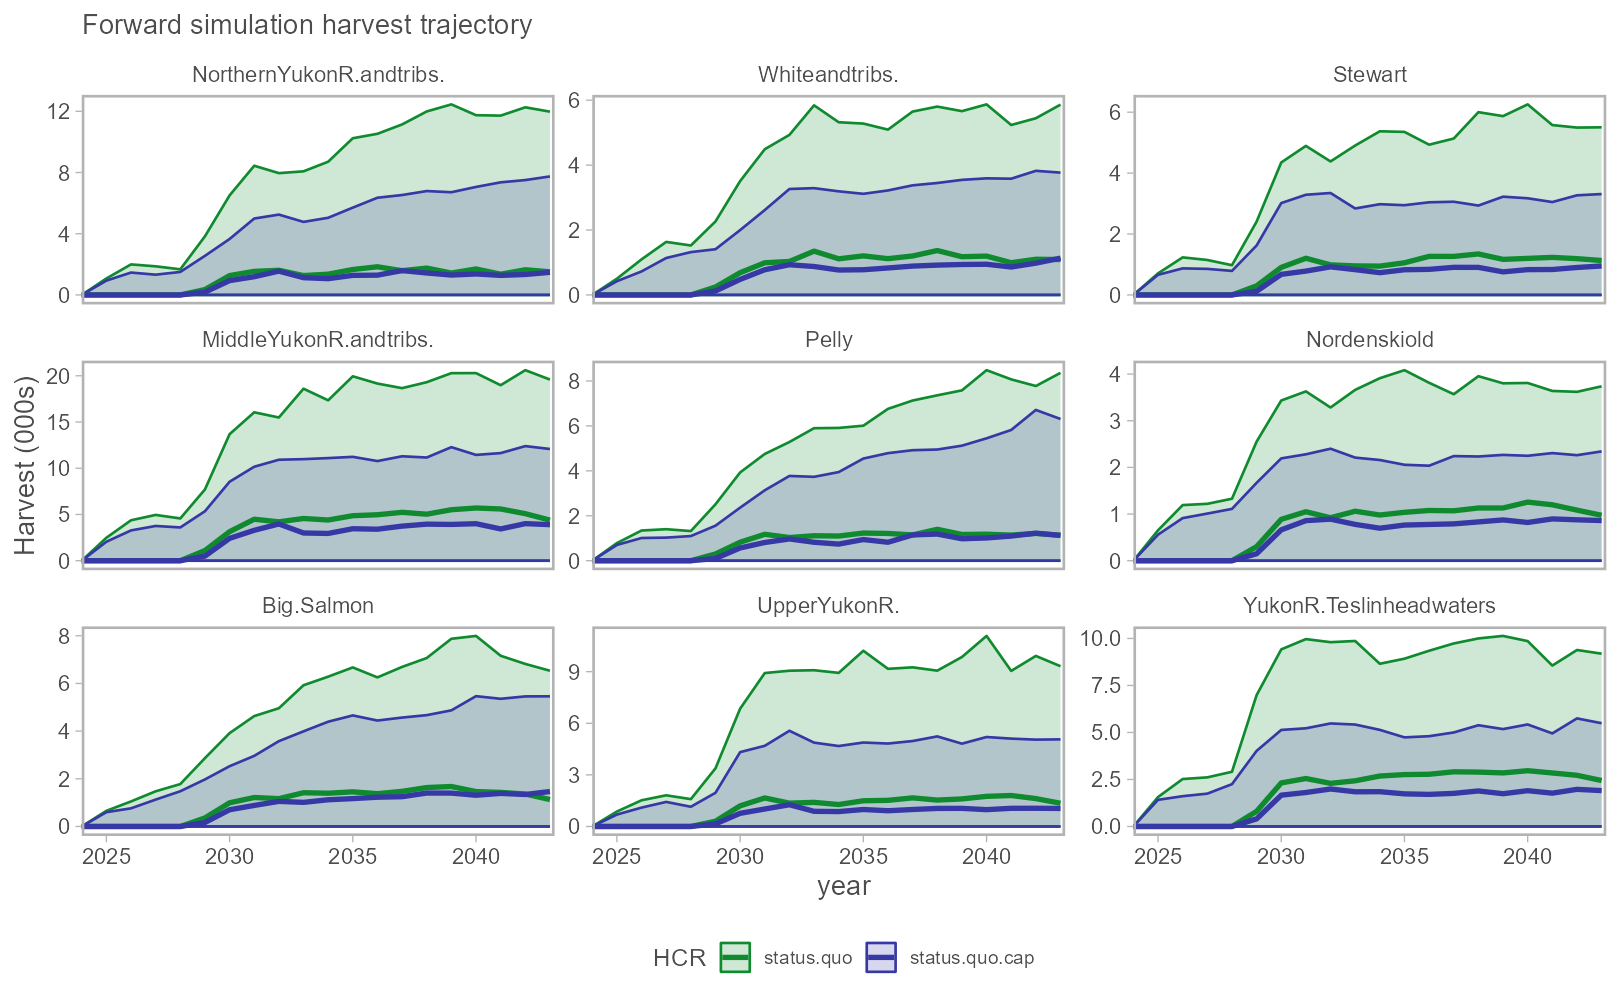 Forward simulation harvest trajectory
NorthernYukonR.andtribs.
Whiteandtribs.
Stewart
12
8
4
0
6
4
2
0
6
4
2
0
MiddleYukonR.andtribs.
Pelly
Nordenskiold
20
15
10
5
0
8
6
4
2
0
4
3
2
1
0
Harvest (000s)
Big.Salmon
UpperYukonR.
YukonR.Teslinheadwaters
8
6
4
2
0
9
6
3
0
10.0
7.5
5.0
2.5
0.0
2025 2030 2035 2040
2025 2030 2035 2040
2025 2030 2035 2040
year
HCR status.quo status.quo.cap